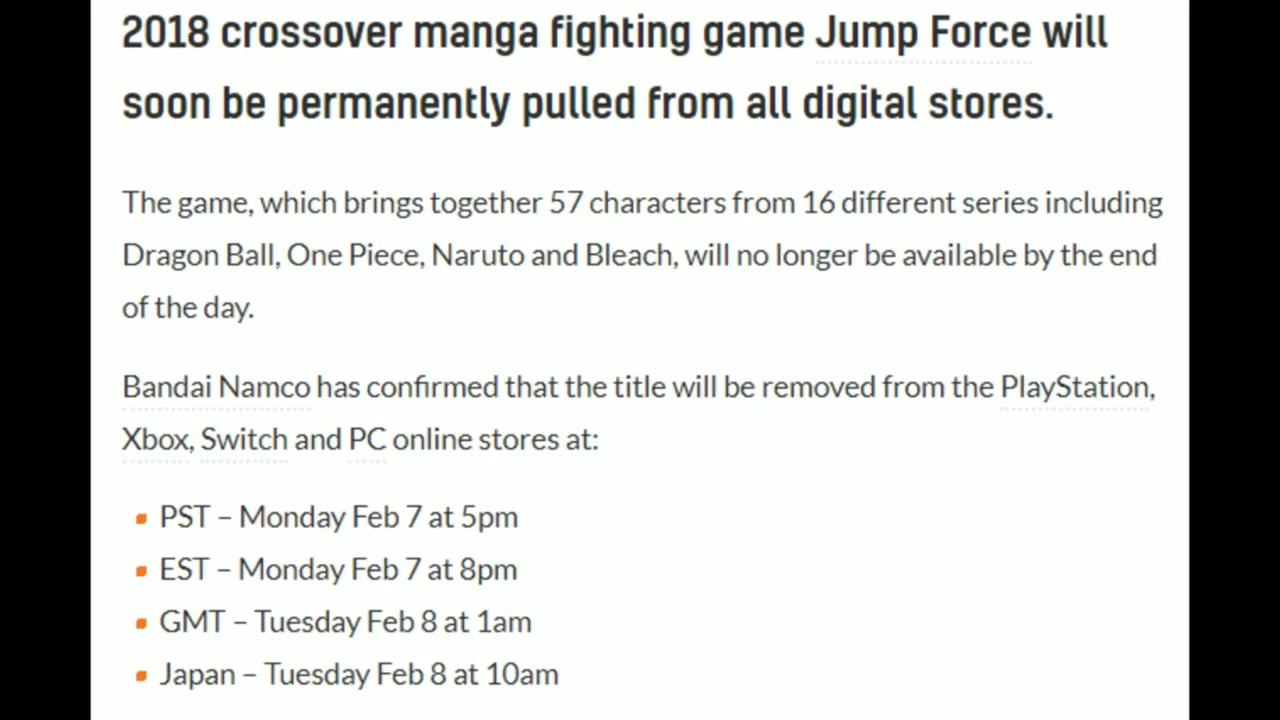 2018 crossover manga fighting game Jump Force will
soon be permanently pulled from all digital stores.
The game, which brings together 57 characters from 16 different series including
Dragon Ball, One Piece, Naruto and Bleach, will no longer be available by the end
of the day.
Bandai Namco has confirmed that the title will be removed from the PlayStation,
Xbox, Switch and PC online stores at:
PST – Monday Feb 7 at 5pm
EST – Monday Feb 7 at 8pm
GMT – Tuesday Feb 8 at 1am
Japan – Tuesday Feb 8 at 10am